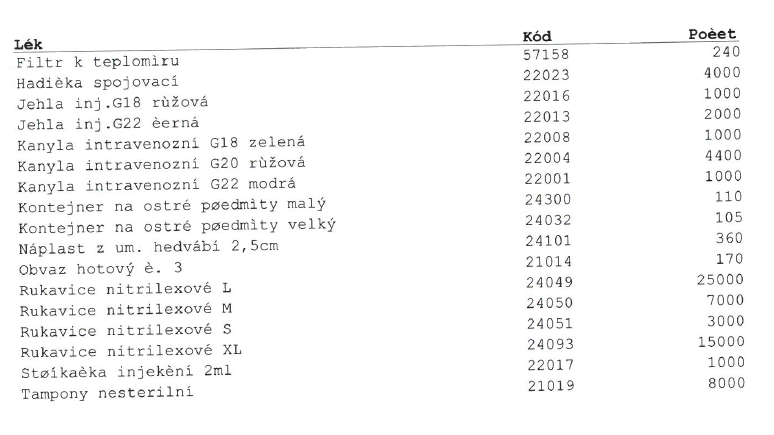 Lék Kód Poèet
Filtr k teplomìru 57158 240
Hadièka spojovací 22023 4000
Jehla inj.G18 rùžová 22016 1000
Jehla inj.G22 èerná 22013 2000
Kanyla intravenozní G18 zelená 22008 1000
Kanyla intravenozní G20 rùžová 22004 4400
Kanyla intravenozní G22 modrá 22001 1000
Kontejner na ostré pøedmìty malý 24300 110
Kontejner na ostré pøedmìty velký 24032 105
Náplast z um. hedvábí 2,5cm 24101 360
Obvaz hotový è. 3 21014 170
Rukavice nitrilexové L 24049 25000
Rukavice nitrilexové M 24050 7000
Rukavice nitrilexové S 24051 3000
Rukavice nitrilexové XL 24093 15000
Støíkaèka injekèní 2ml 22017 1000
Tampony nesterilní 21019 8000